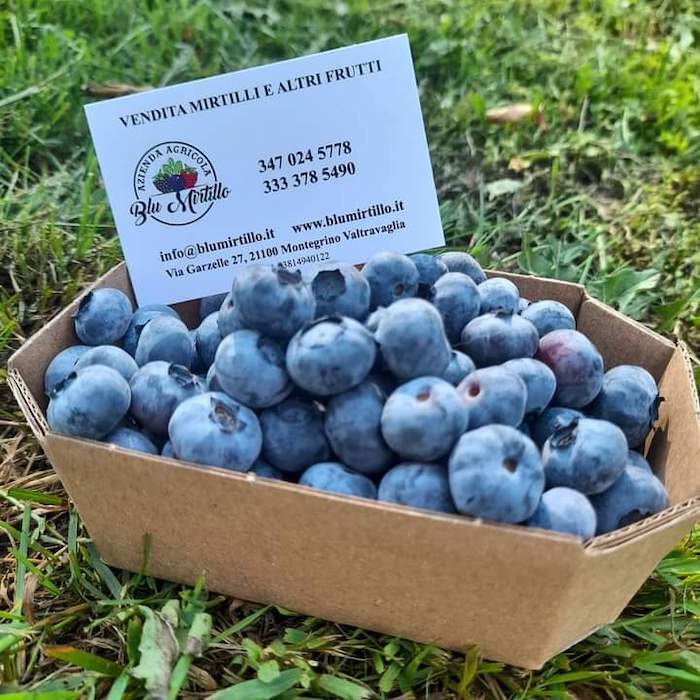 VENDITA MIRTILLI E ALTRI FRUTTI
AZIENDA AGRICOLA
Blu Mirtillo
347 024 5778
333 378 5490
info@blumirtillo.it www.blumirtillo.it
Via Garzelle 27, 21100 Montegrino Valtravaglia
03814940122